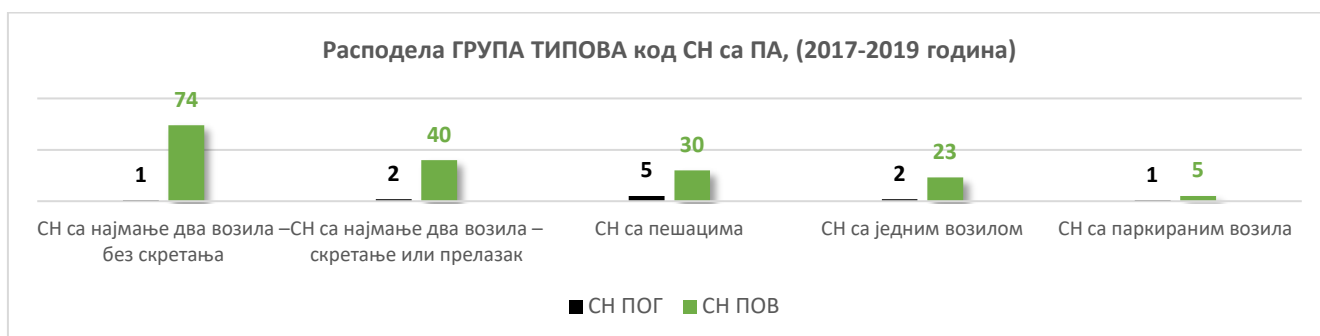 Расподела ГРУПА ТИПОВА код СН са ПА, (2017-2019 година)
74
40
30
23
5
2
5
2
1
1
СН са најмање два возила –
без скретања
СН са најмање два возила –
скретање или прелазак
СН са пешацима
СН са једним возилом
СН са паркираним возила
СН ПОГ
СН ПОВ